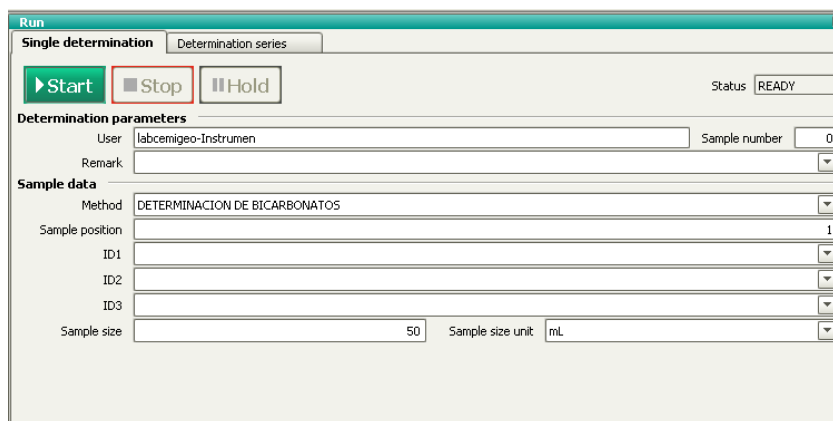 Run
Single determination Determination series
Start Stop Hold Status READY
Determination parameters
User labcemigeo-Instrumen Sample number 0
Remark
Sample data
Method DETERMINACION DE BICARBONATOS
Sample position 1
ID1
ID2
ID3
Sample size 50 Sample size unit mL